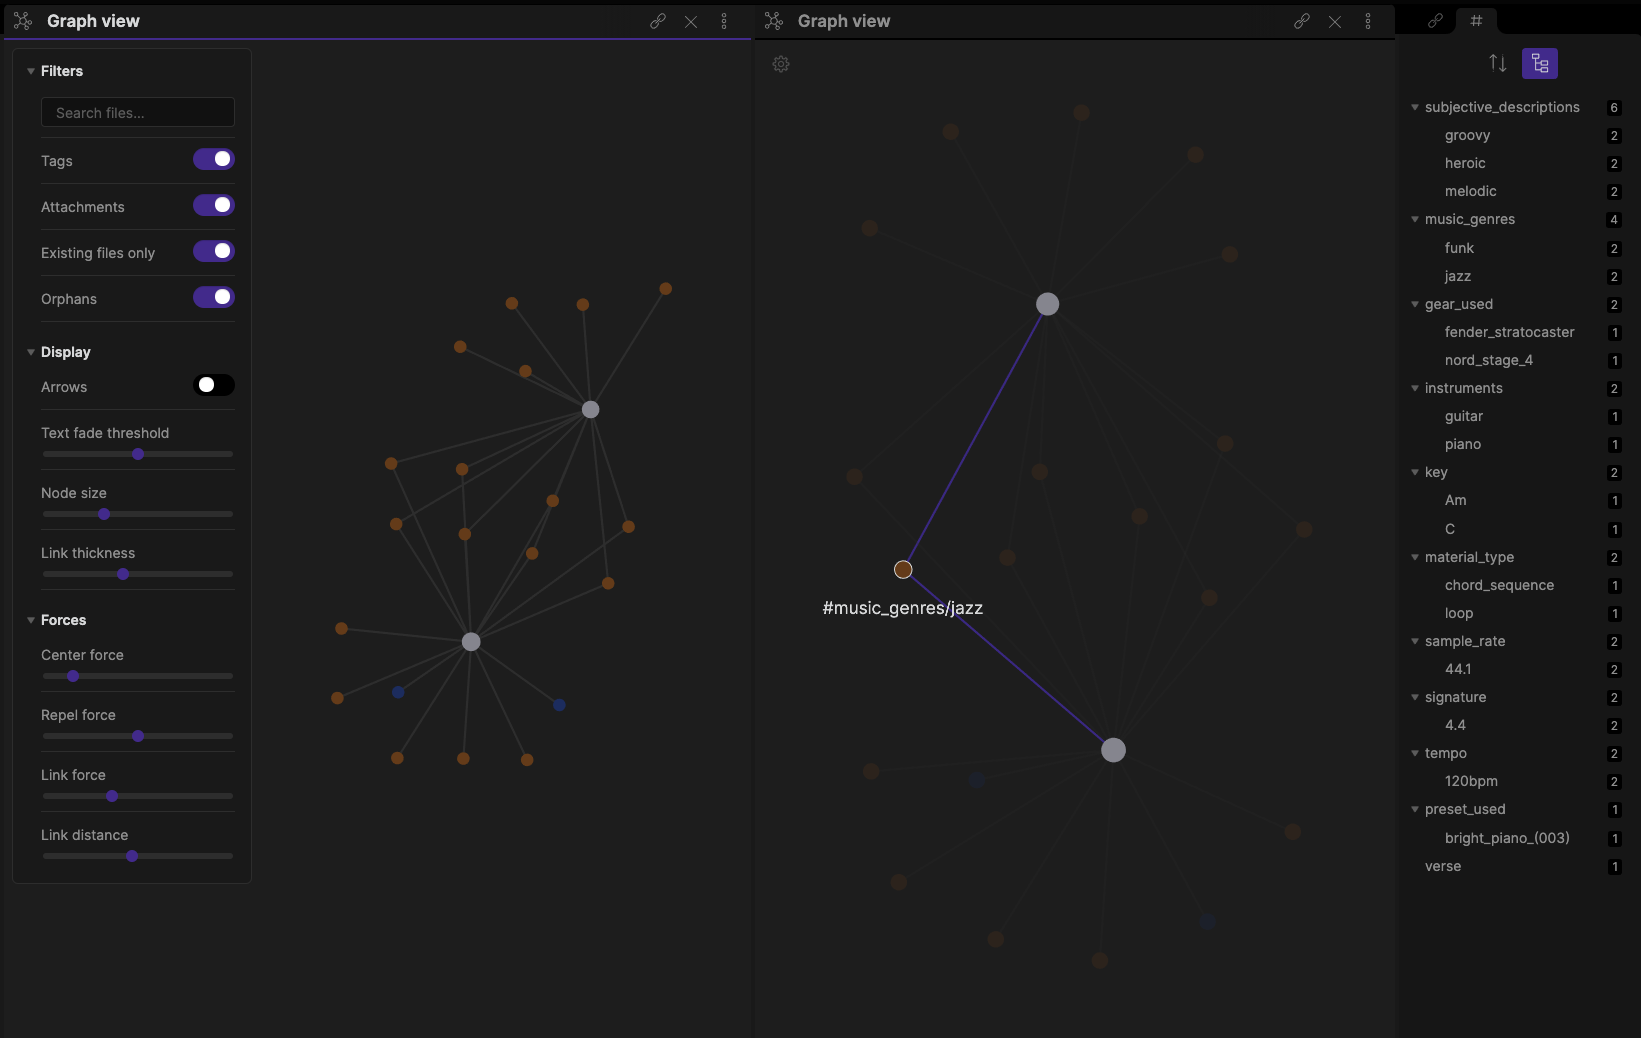 Graph view
Filters
Search files...
Tags
Attachments
Existing files only
Orphans
Display
Arrows
Text fade threshold
Node size
Link thickness
Forces
Center force
Repel force
Link force
Link distance
Graph view
#music_genres/jazz
#
subjective_descriptions 6
groovy 2
heroic 2
melodic 2
music_genres 4
funk 2
jazz 2
gear_used 2
fender_stratocaster 1
nord_stage_4 1
instruments 2
guitar 1
piano 1
key 2
Am 1
C 1
material_type 2
chord_sequence 1
loop 1
sample_rate 2
44.1 2
signature 2
4.4 2
tempo 2
120bpm 2
preset_used 1
bright_piano_(003) 1
verse 1